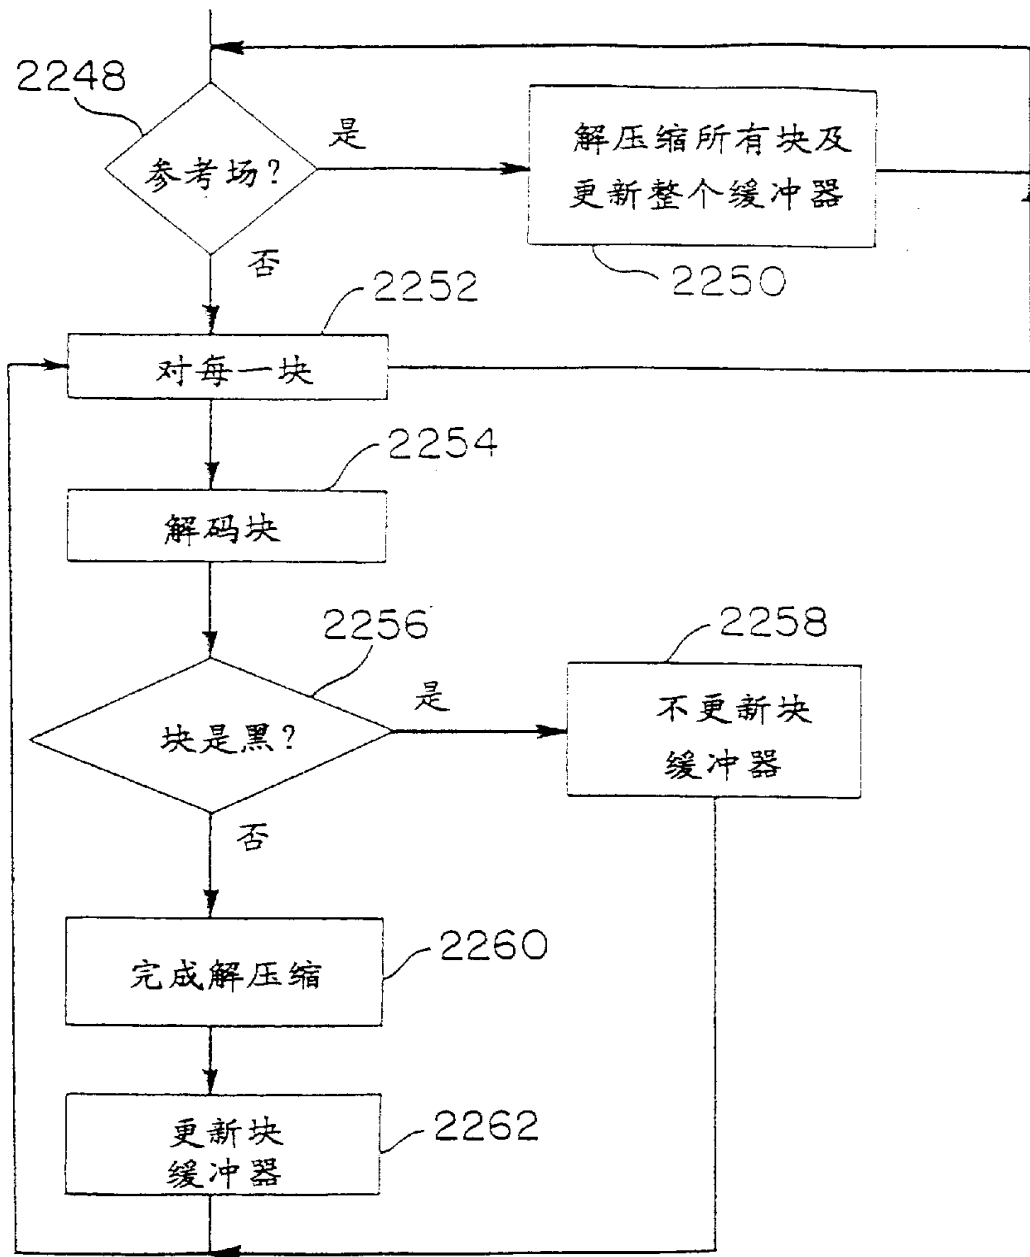 2248
参考场?
是
解压缩所有块及
更新整个缓冲器
2250
否
2252
对每一块
2254
解码块
2256
块是黑?
是
2258
不更新块
缓冲器
否
2260
完成解压缩
2262
更新块
缓冲器